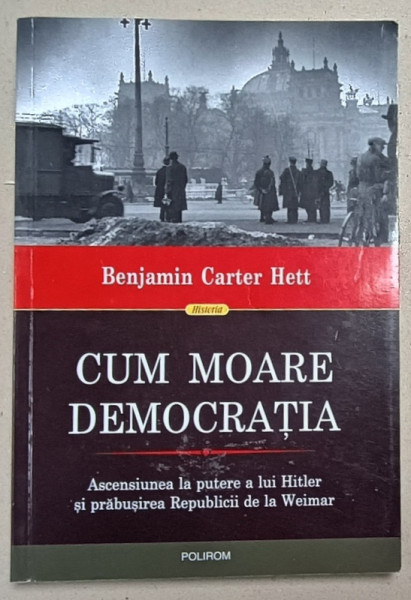 Benjamin Carter Hett
Historia
CUM MOARE
DEMOCRAȚIA
Ascensiunea la putere a lui Hitler
și prăbușirea Republicii de la Weimar
POLIROM